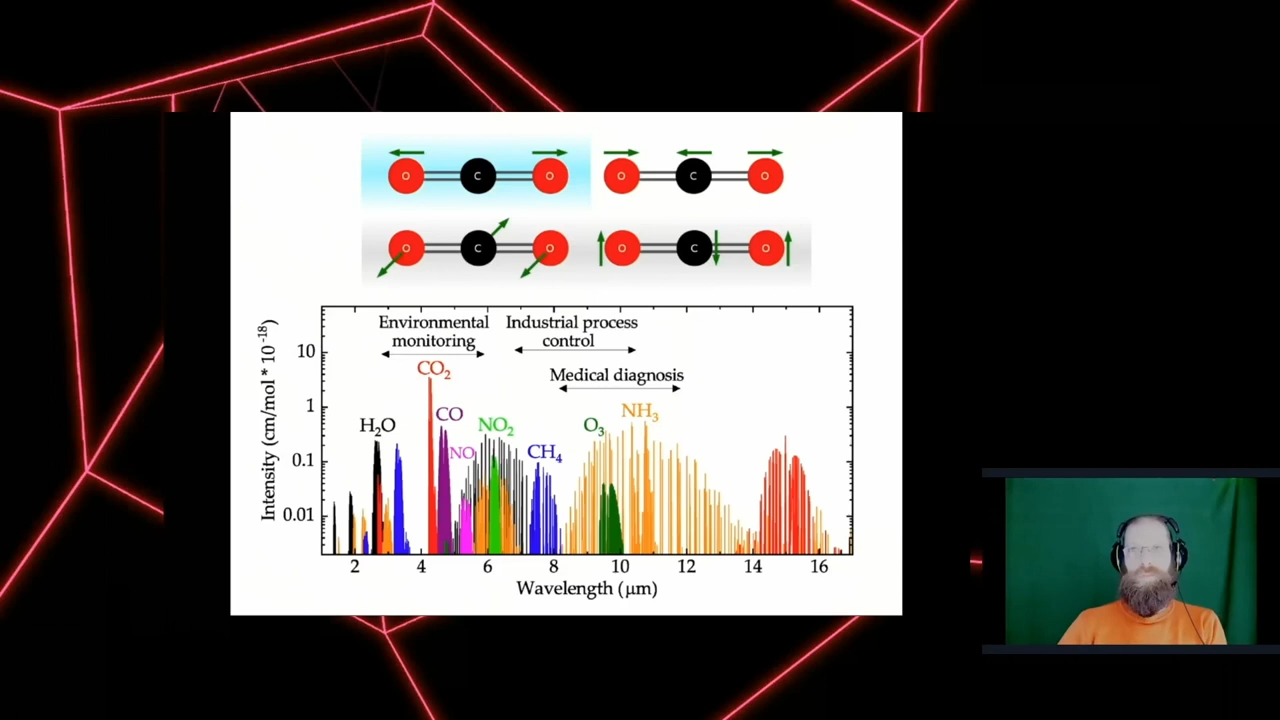 O C O O C O
O C O O C O
Environmental monitoring
Industrial process control
Medical diagnosis
CO₂
H₂O
CO
NO
NO₂
CH₄
O₃
NH₃
Intensity (cm/mol * 10⁻¹⁸)
10
1
0.1
0.01
2 4 6 8 10 12 14 16
Wavelength (μm)